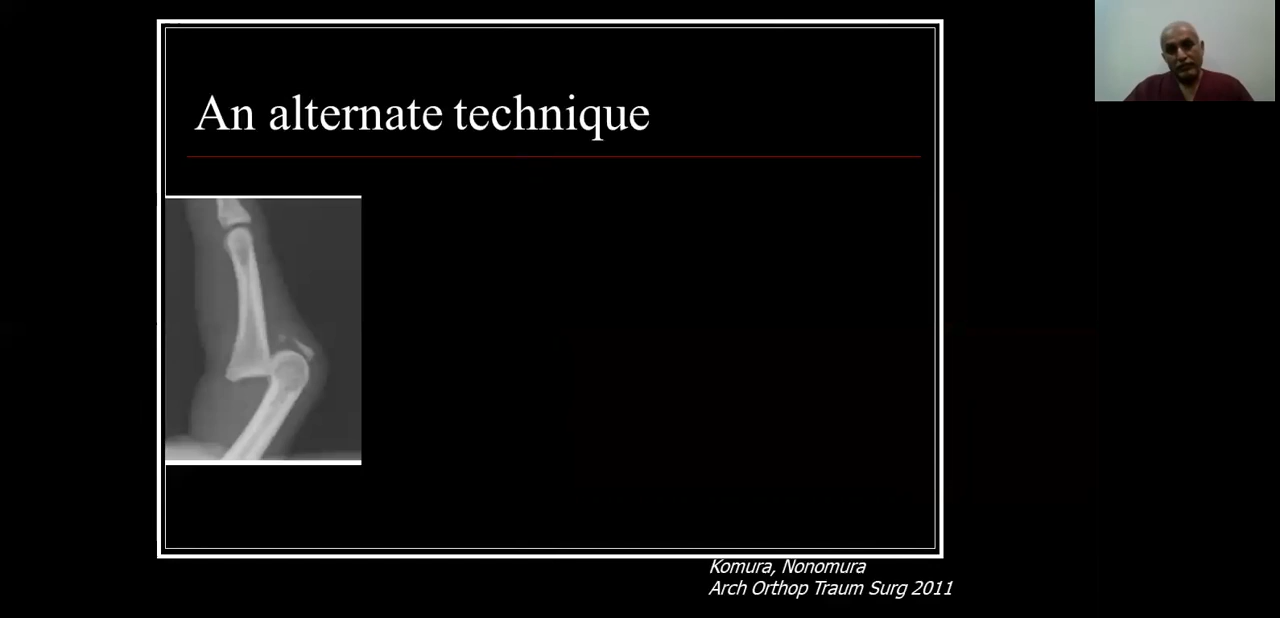 An alternate technique
Komura, Nonomura
Arch Orthop Traum Surg 2011